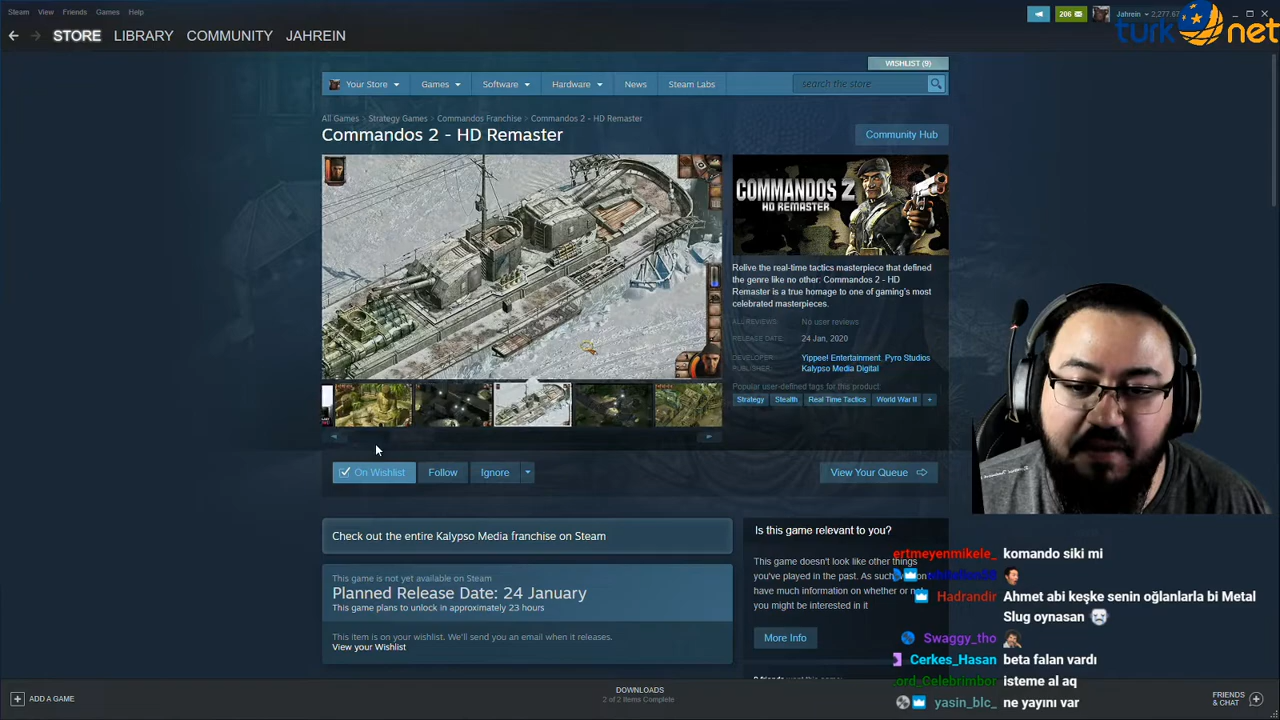 Steam View Friends Games Help
206
Jahrein
turk net
STORE LIBRARY COMMUNITY JAHREIN
WISHLIST (9)
Your Store Games Software Hardware News Steam Labs search the store
All Games > Strategy Games > Commandos Franchise > Commandos 2 - HD Remaster
Commandos 2 - HD Remaster
Community Hub
COMMANDOS 2
HD REMASTER
Relive the real-time tactics masterpiece that defined
the genre like no other: Commandos 2 - HD
Remaster is a true homage to one of gaming's most
celebrated masterpieces.
ALL REVIEWS: No user reviews
RELEASE DATE: 24 Jan, 2020
DEVELOPER: Yippee! Entertainment, Pyro Studios
PUBLISHER: Kalypso Media Digital
Popular user-defined tags for this product:
Strategy Stealth Real Time Tactics World War II +
On Wishlist Follow Ignore
View Your Queue
Check out the entire Kalypso Media franchise on Steam
This game is not yet available on Steam
Planned Release Date: 24 January
This game plans to unlock in approximately 23 hours
This item is on your wishlist. We'll send you an email when it releases.
View your Wishlist
Is this game relevant to you?
This game doesn't look like other things
you've played in the past. As such
have much information on whether or
you might be interested in it
More Info
ertmeyenmikele_ komando siki mi
Hadrandir Ahmet abi keşke senin oğlanlarla bi Metal
Slug oynasan
Swaggy_tho
Cerkes_Hasan beta falan vardı
ord_Celebrimbor isteme al aq
yasin_blc_ ne yayını var
ADD A GAME
DOWNLOADS
2 of 2 Items Complete
FRIENDS
& CHAT